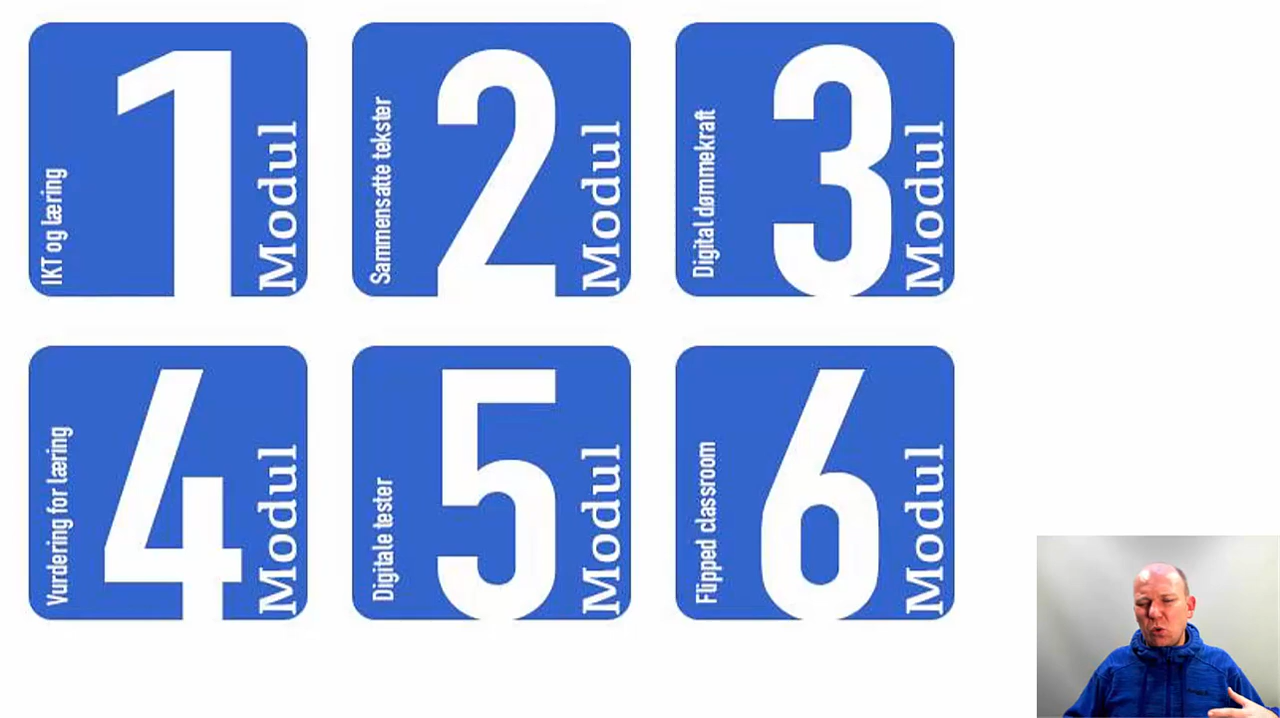 IKT og læring
1
Modul
Sammensatte tekster
2
Modul
Digital dømmekraft
3
Modul
Vurdering for læring
4
Modul
Digitale tester
5
Modul
Flipped classroom
6
Modul